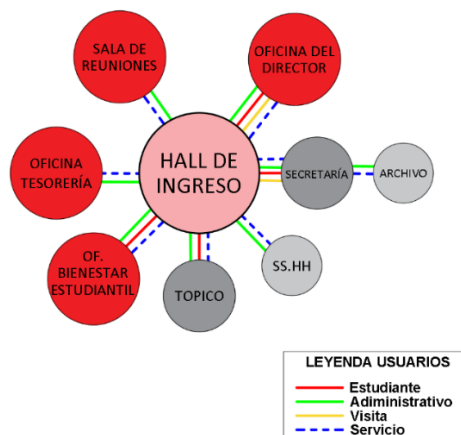 SALA DE
REUNIONES
OFICINA DEL
DIRECTOR
HALL DE
INGRESO
OFICINA
TESORERÍA
SECRETARÍA
ARCHIVO
OF.
BIENESTAR
ESTUDIANTIL
TOPICO
SS.HH
LEYENDA USUARIOS
Estudiante
Adiministrativo
Visita
Servicio